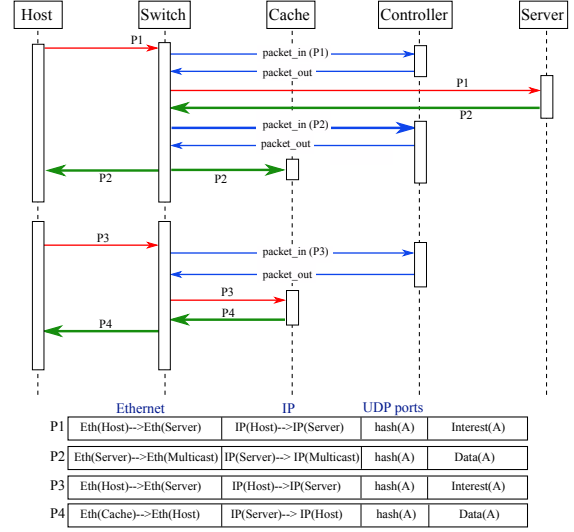 Host Switch Cache Controller Server
P1
packet_in (P1)
packet_out
P1
P2
packet_in (P2)
packet_out
P2 P2
P3
packet_in (P3)
packet_out
P3
P4
P4
Ethernet IP UDP ports
P1 Eth(Host)-->Eth(Server) IP(Host)-->IP(Server) hash(A) Interest(A)
P2 Eth(Server)-->Eth(Multicast) IP(Server)--> IP(Multicast) hash(A) Data(A)
P3 Eth(Host)-->Eth(Server) IP(Host)-->IP(Server) hash(A) Interest(A)
P4 Eth(Cache)-->Eth(Host) IP(Server)--> IP(Host) hash(A) Data(A)